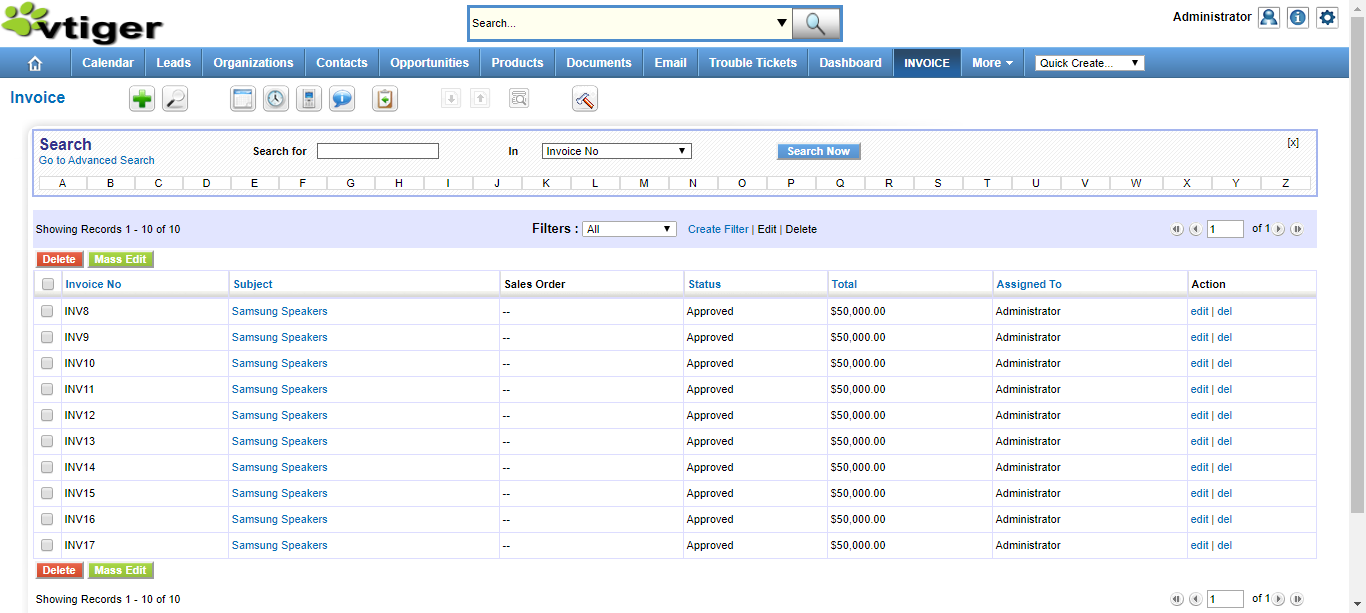 vtiger
Search...
Administrator
Calendar Leads Organizations Contacts Opportunities Products Documents Email Trouble Tickets Dashboard INVOICE More Quick Create...
Invoice
Search
Go to Advanced Search
Search for In Invoice No Search Now [x]
A B C D E F G H I J K L M N O P Q R S T U V W X Y Z
Showing Records 1 - 10 of 10 Filters : All Create Filter | Edit | Delete 1 of 1
Delete Mass Edit
Invoice No Subject Sales Order Status Total Assigned To Action
INV8 Samsung Speakers -- Approved $50,000.00 Administrator edit | del
INV9 Samsung Speakers -- Approved $50,000.00 Administrator edit | del
INV10 Samsung Speakers -- Approved $50,000.00 Administrator edit | del
INV11 Samsung Speakers -- Approved $50,000.00 Administrator edit | del
INV12 Samsung Speakers -- Approved $50,000.00 Administrator edit | del
INV13 Samsung Speakers -- Approved $50,000.00 Administrator edit | del
INV14 Samsung Speakers -- Approved $50,000.00 Administrator edit | del
INV15 Samsung Speakers -- Approved $50,000.00 Administrator edit | del
INV16 Samsung Speakers -- Approved $50,000.00 Administrator edit | del
INV17 Samsung Speakers -- Approved $50,000.00 Administrator edit | del
Delete Mass Edit
Showing Records 1 - 10 of 10 1 of 1